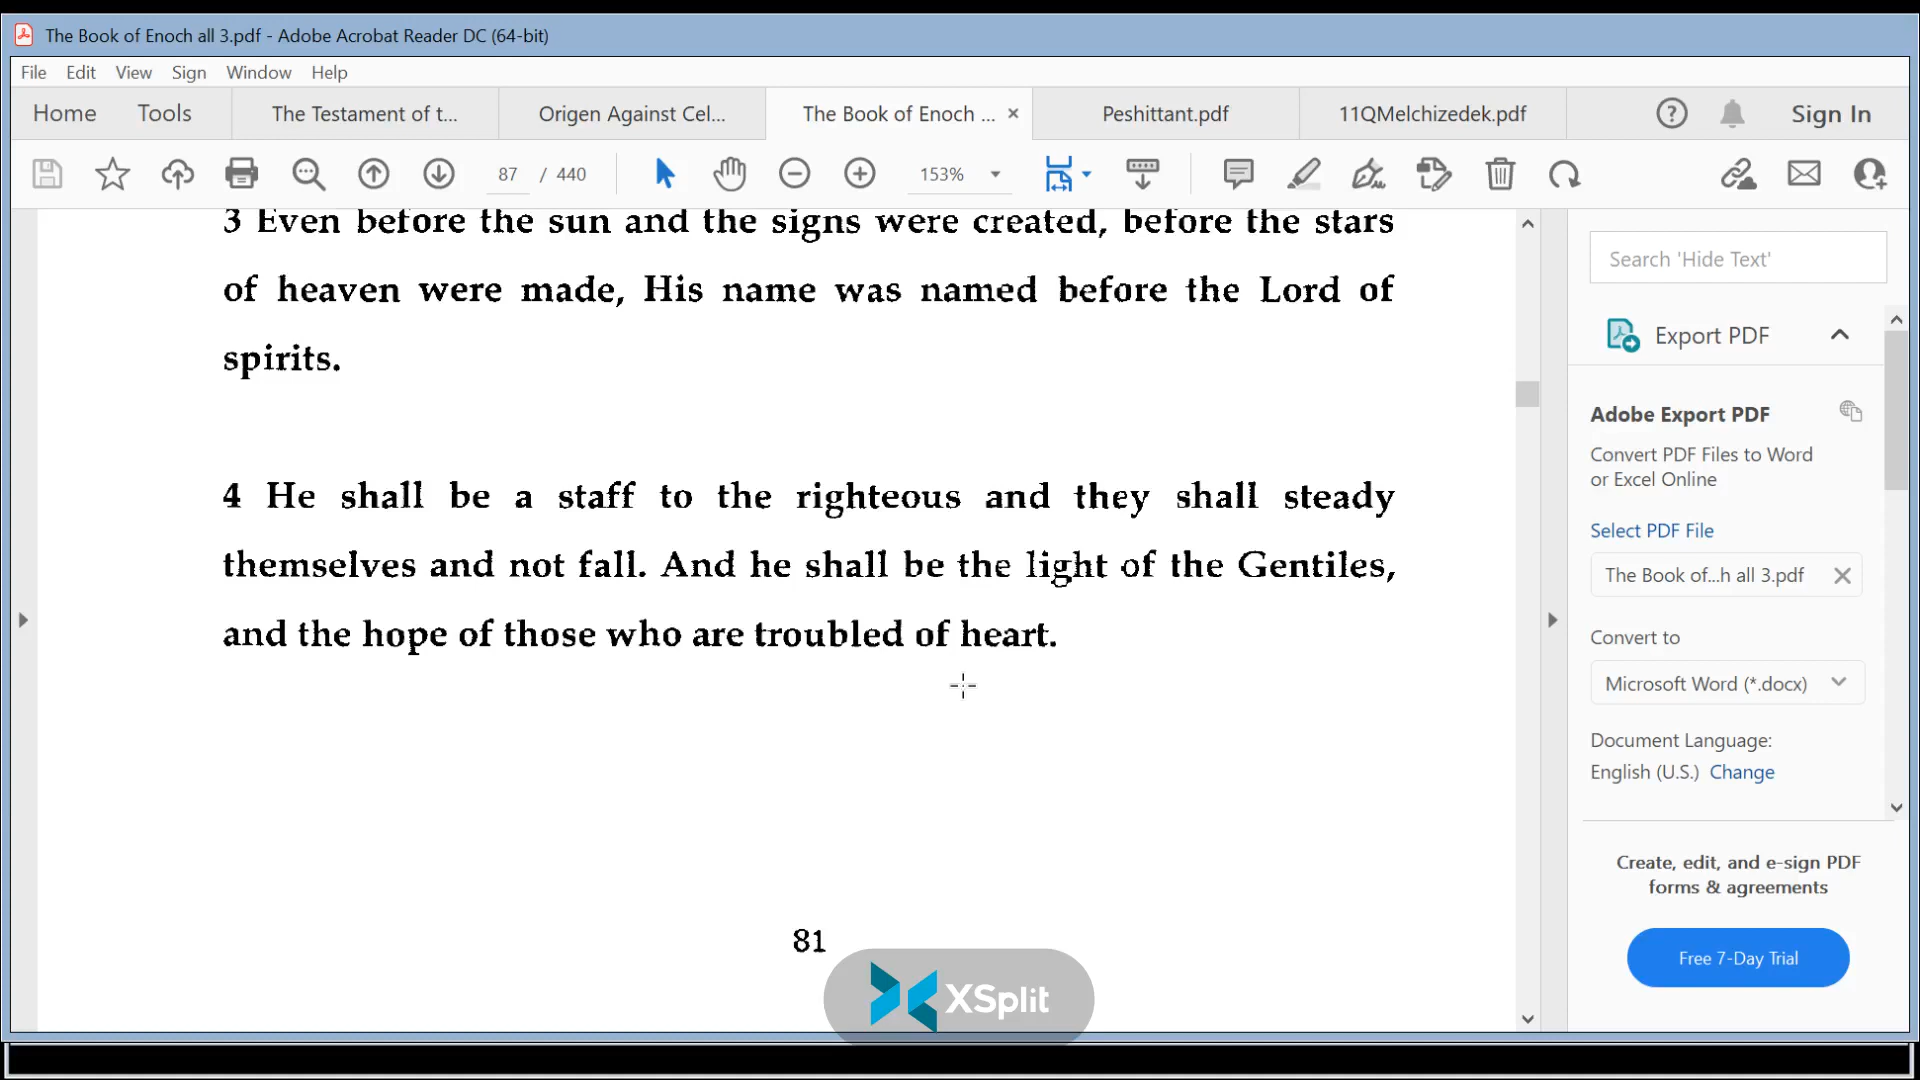 The Book of Enoch all 3.pdf - Adobe Acrobat Reader DC (64-bit)
File Edit View Sign Window Help
Home Tools The Testament of t... Origen Against Cel... The Book of Enoch ... × Peshittant.pdf 11QMelchizedek.pdf Sign In
87 / 440 153%
3 Even before the sun and the signs were created, before the stars
of heaven were made, His name was named before the Lord of
spirits.
4 He shall be a staff to the righteous and they shall steady
themselves and not fall. And he shall be the light of the Gentiles,
and the hope of those who are troubled of heart.
81
XSplit
Search 'Hide Text'
Export PDF
Adobe Export PDF
Convert PDF Files to Word
or Excel Online
Select PDF File
The Book of...h all 3.pdf
Convert to
Microsoft Word (*.docx)
Document Language:
English (U.S.) Change
Create, edit, and e-sign PDF
forms & agreements
Free 7-Day Trial